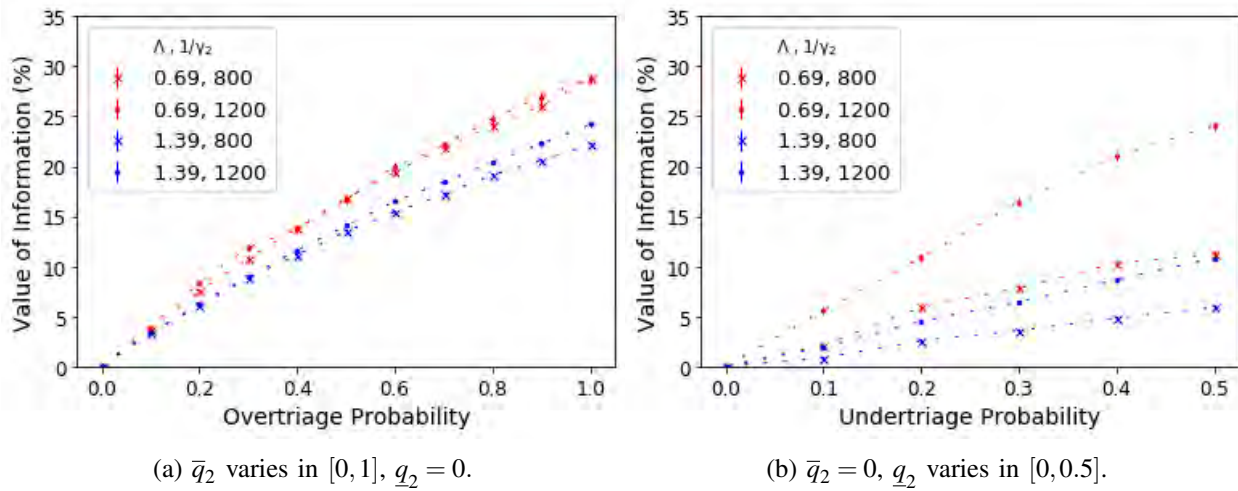 Value of Information (%)
35
30
25
20
15
10
5
0
Λ , 1/γ₂
0.69, 800
0.69, 1200
1.39, 800
1.39, 1200
0.0 0.2 0.4 0.6 0.8 1.0
Overtriage Probability
(a) q̅₂ varies in [0, 1], q̲₂ = 0.
Value of Information (%)
35
30
25
20
15
10
5
0
Λ , 1/γ₂
0.69, 800
0.69, 1200
1.39, 800
1.39, 1200
0.0 0.1 0.2 0.3 0.4 0.5
Undertriage Probability
(b) q̅₂ = 0, q̲₂ varies in [0, 0.5].